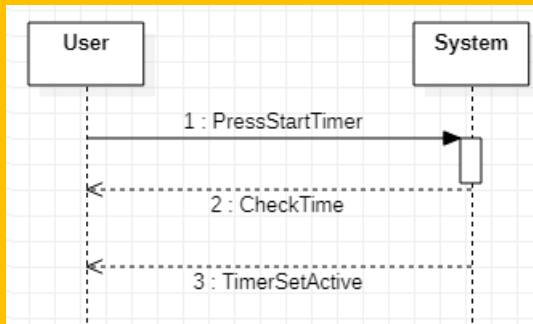 User
System
1 : PressStartTimer
2 : CheckTime
3 : TimerSetActive